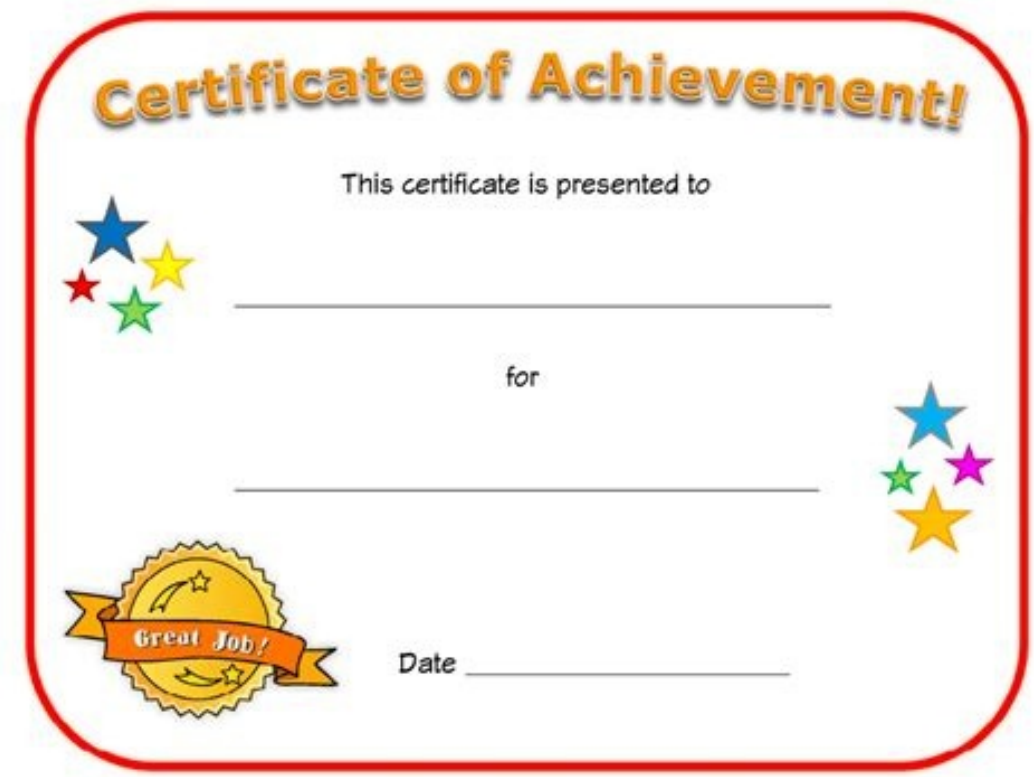 Certificate of Achievement!
This certificate is presented to
for
Great Job!
Date